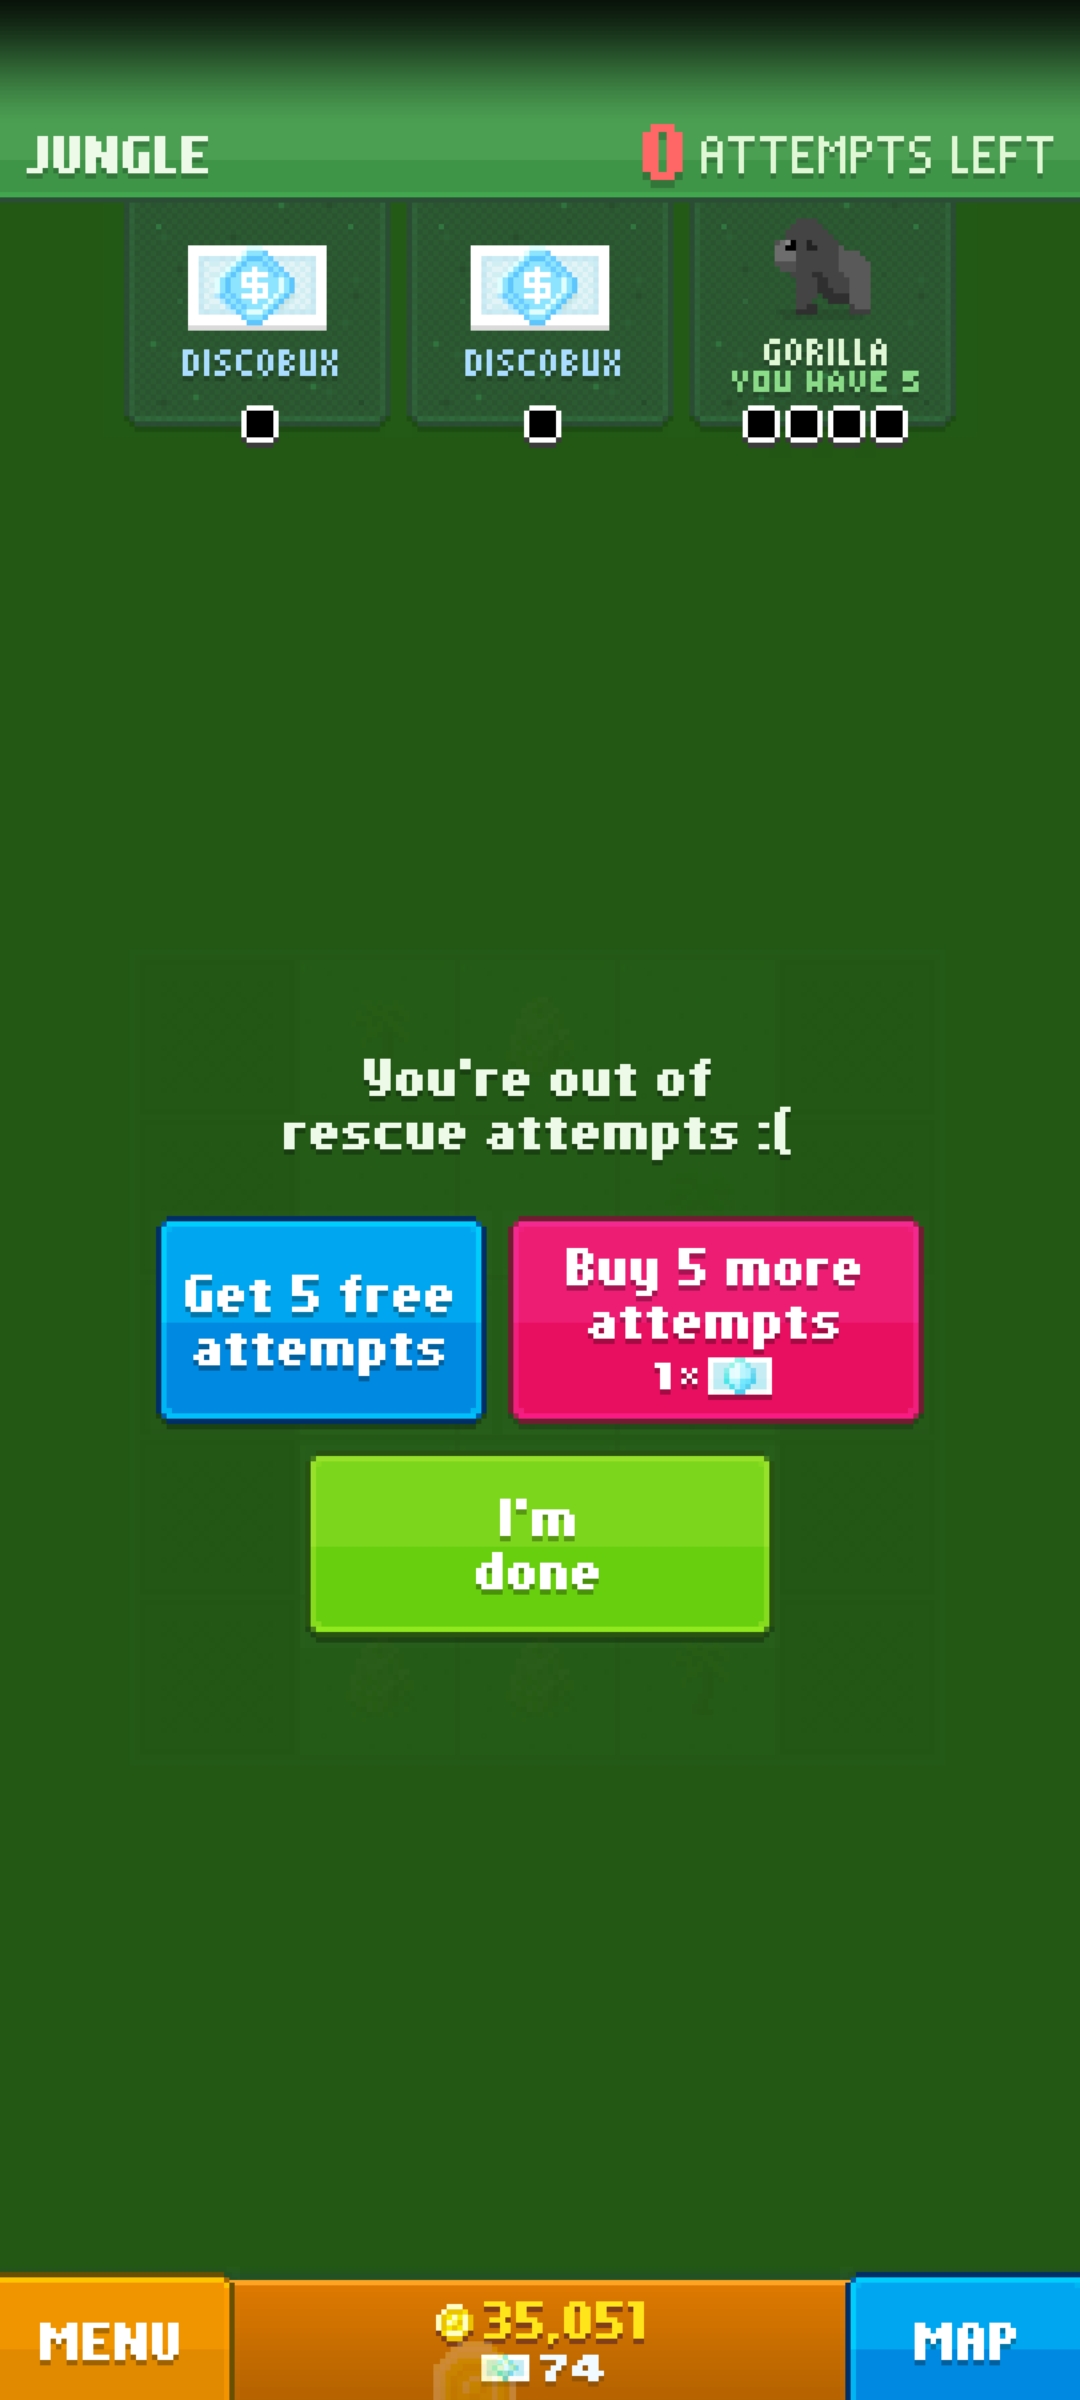 JUNGLE
0 ATTEMPTS LEFT
$
DISCOBUX
$
DISCOBUX
GORILLA
YOU HAVE 5
You're out of
rescue attempts :(
Get 5 free
attempts
Buy 5 more
attempts
1×
I'm
done
MENU
35,051
74
MAP